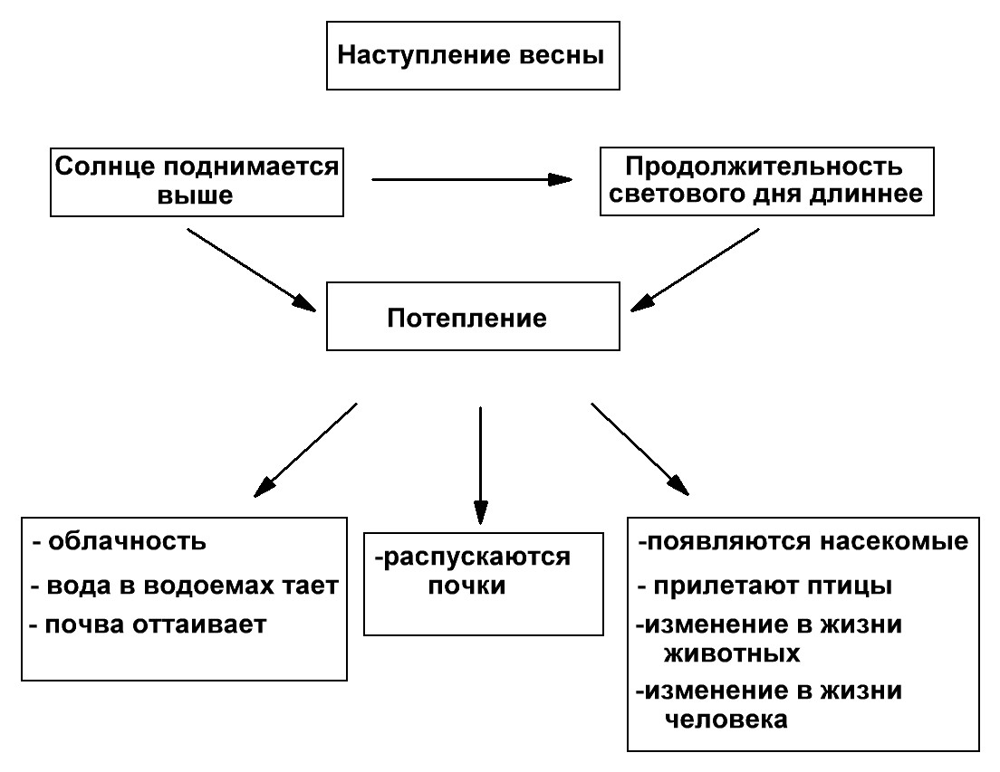 Наступление весны
Солнце поднимается
выше
Продолжительность
светового дня длиннее
Потепление
- облачность
- вода в водоемах тает
- почва оттаивает
-распускаются
почки
-появляются насекомые
- прилетают птицы
-изменение в жизни
животных
-изменение в жизни
человека